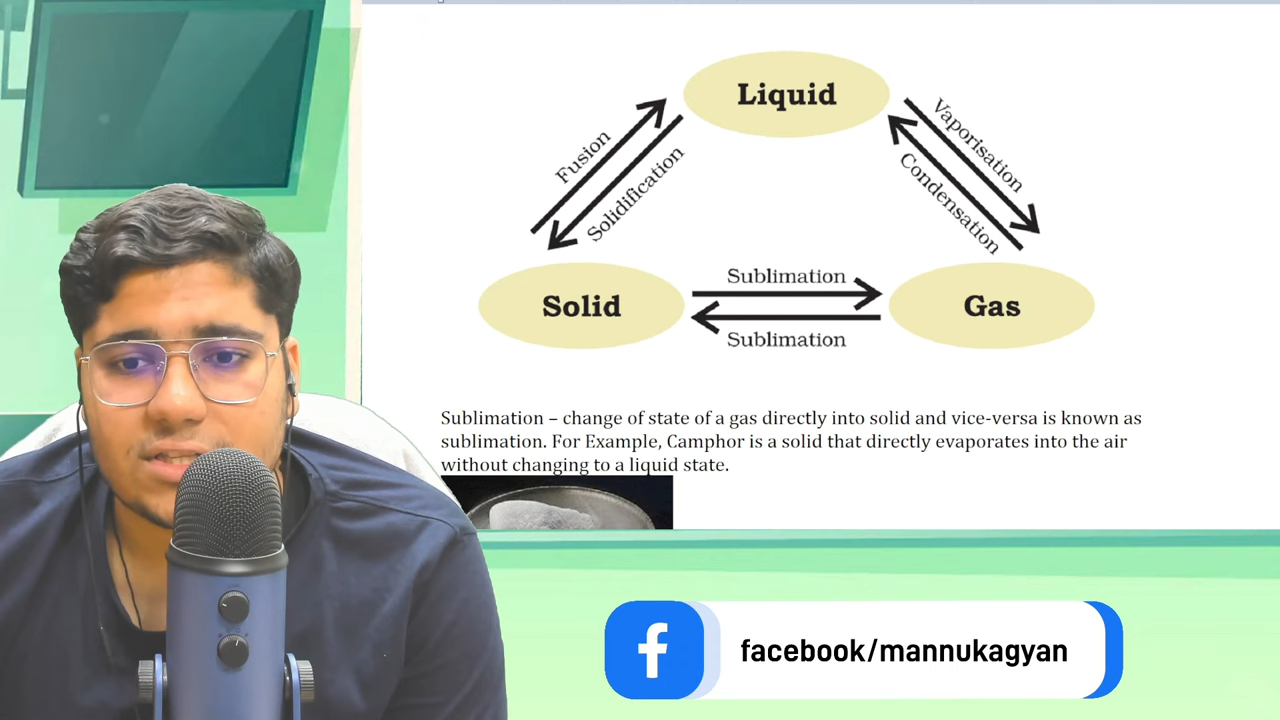 Liquid
Fusion
Solidification
Vaporisation
Condensation
Solid
Sublimation
Sublimation
Gas
Sublimation – change of state of a gas directly into solid and vice-versa is known as
sublimation. For Example, Camphor is a solid that directly evaporates into the air
without changing to a liquid state.
facebook/mannukagyan